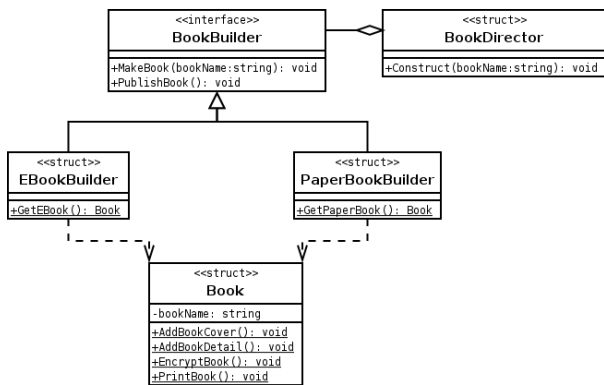 <<interface>>
BookBuilder
+MakeBook(bookName:string): void
+PublishBook(): void
<<struct>>
BookDirector
+Construct(bookName:string): void
<<struct>>
EBookBuilder
+GetEBook(): Book
<<struct>>
PaperBookBuilder
+GetPaperBook(): Book
<<struct>>
Book
-bookName: string
+AddBookCover(): void
+AddBookDetail(): void
+EncryptBook(): void
+PrintBook(): void